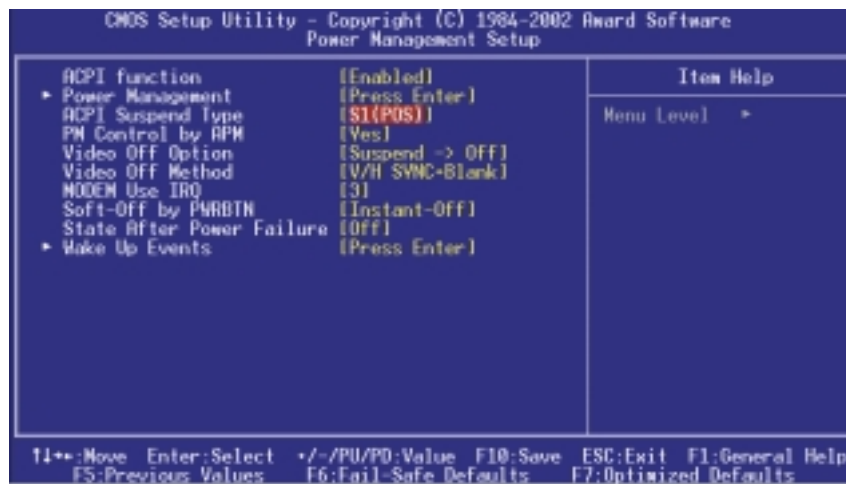 CMOS Setup Utility - Copyright (C) 1984-2002 Award Software
Power Management Setup
ACPI function [Enabled]
► Power Management [Press Enter]
ACPI Suspend Type [S1(POS)]
PM Control by APM [Yes]
Video Off Option [Suspend -> Off]
Video Off Method [V/H SYNC+Blank]
MODEM Use IRQ [3]
Soft-Off by PWRBTN [Instant-Off]
State After Power Failure [Off]
► Wake Up Events [Press Enter]
Item Help
Menu Level ►
↑↓→←:Move Enter:Select +/-/PU/PD:Value F10:Save ESC:Exit F1:General Help
F5:Previous Values F6:Fail-Safe Defaults F7:Optimized Defaults